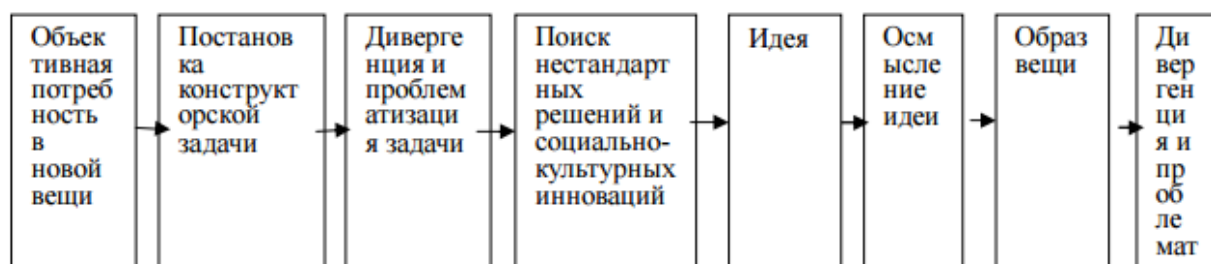 Объек
тивная
потреб
ность
в
новой
вещи
Постанов
ка
конструкт
орской
задачи
Диверге
нция и
проблем
атизаци
я задачи
Поиск
нестандарт
ных
решений и
социально-
культурных
инноваций
Идея
Осм
ысле
ние
идеи
Образ
вещи
Ди
вер
ген
ци
я и
пр
об
ле
мат